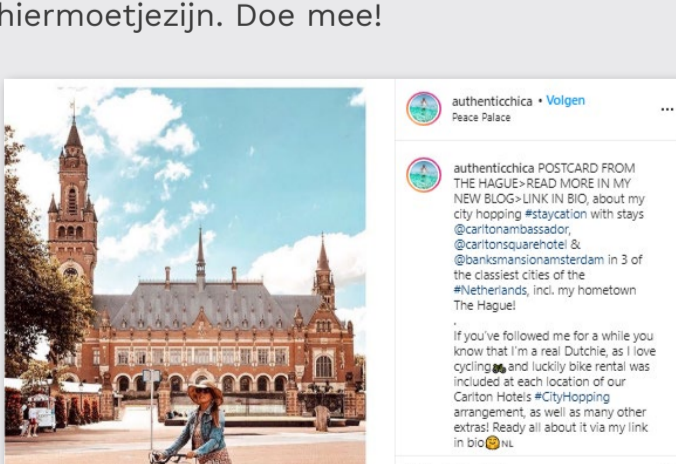 hiermoetjezijn. Doe mee!
authenticchica • Volgen
Peace Palace
...
authenticchica POSTCARD FROM
THE HAGUE>READ MORE IN MY
NEW BLOG>LINK IN BIO, about my
city hopping #staycation with stays
@carltonambassador,
@carltonsquarehotel &
@banksmansionamsterdam in 3 of
the classiest cities of the
#Netherlands, incl. my hometown
The Hague!
.
If you've followed me for a while you
know that I'm a real Dutchie, as I love
cycling🚲 and luckily bike rental was
included at each location of our
Carlton Hotels #CityHopping
arrangement, as well as many other
extras! Ready all about it via my link
in bio😊 NL